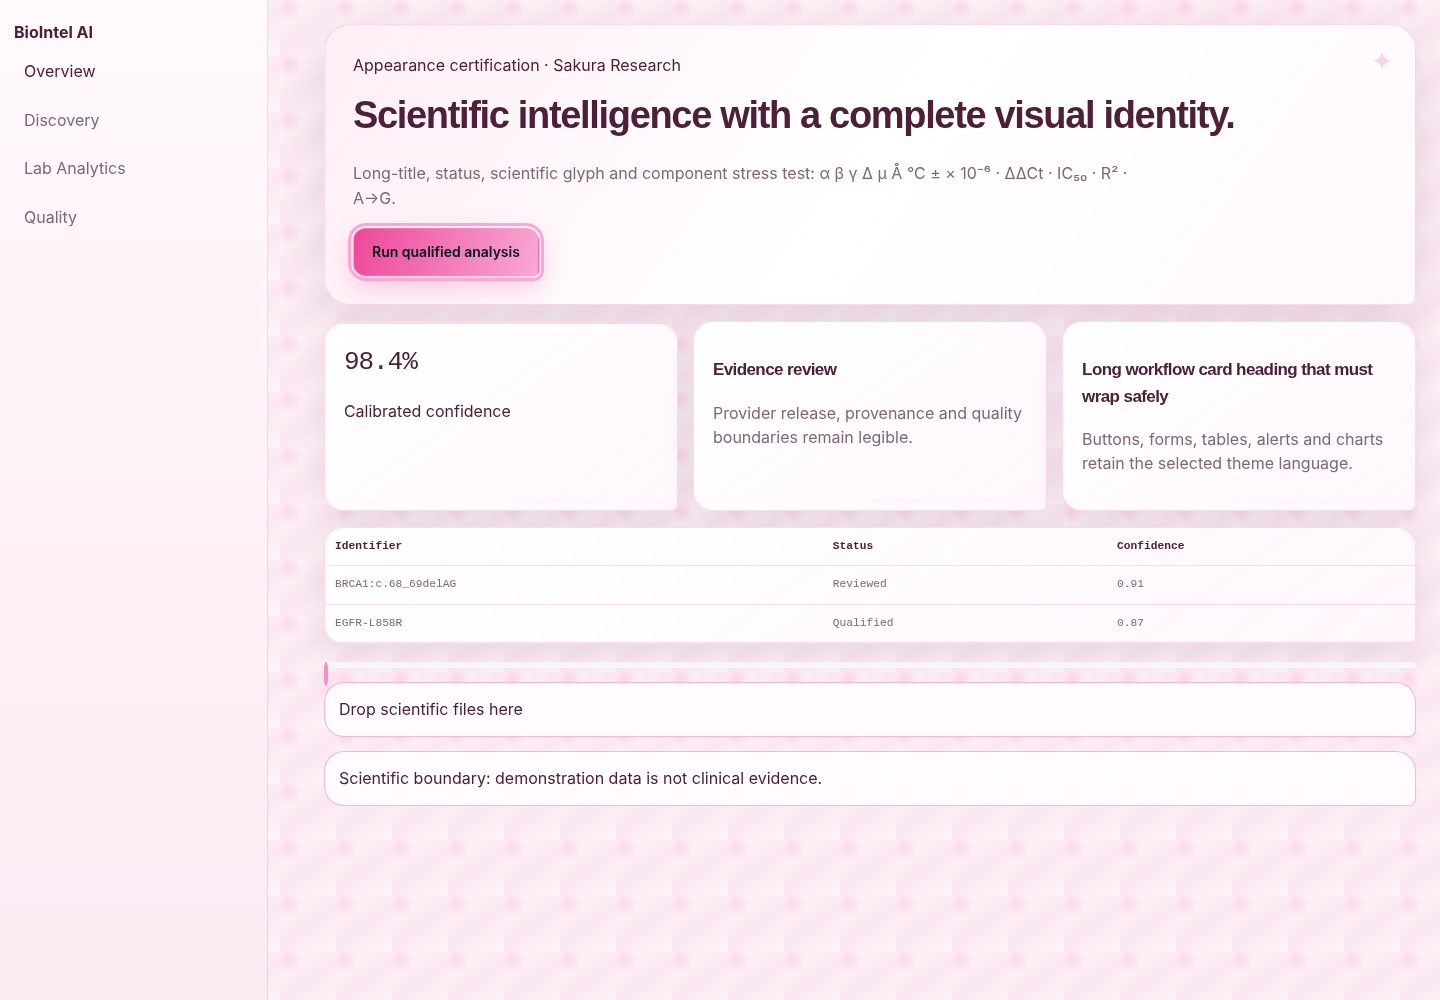 BioIntel AI
Overview
Discovery
Lab Analytics
Quality
Appearance certification · Sakura Research
Scientific intelligence with a complete visual identity.
Long-title, status, scientific glyph and component stress test: α β γ Δ µ Å °C ± × 10⁻⁶ · ΔΔCt · IC₅₀ · R² ·
A→G.
Run qualified analysis
98.4%
Calibrated confidence
Evidence review
Provider release, provenance and quality
boundaries remain legible.
Long workflow card heading that must
wrap safely
Buttons, forms, tables, alerts and charts
retain the selected theme language.
Identifier Status Confidence
BRCA1:c.68_69delAG Reviewed 0.91
EGFR-L858R Qualified 0.87
Drop scientific files here
Scientific boundary: demonstration data is not clinical evidence.